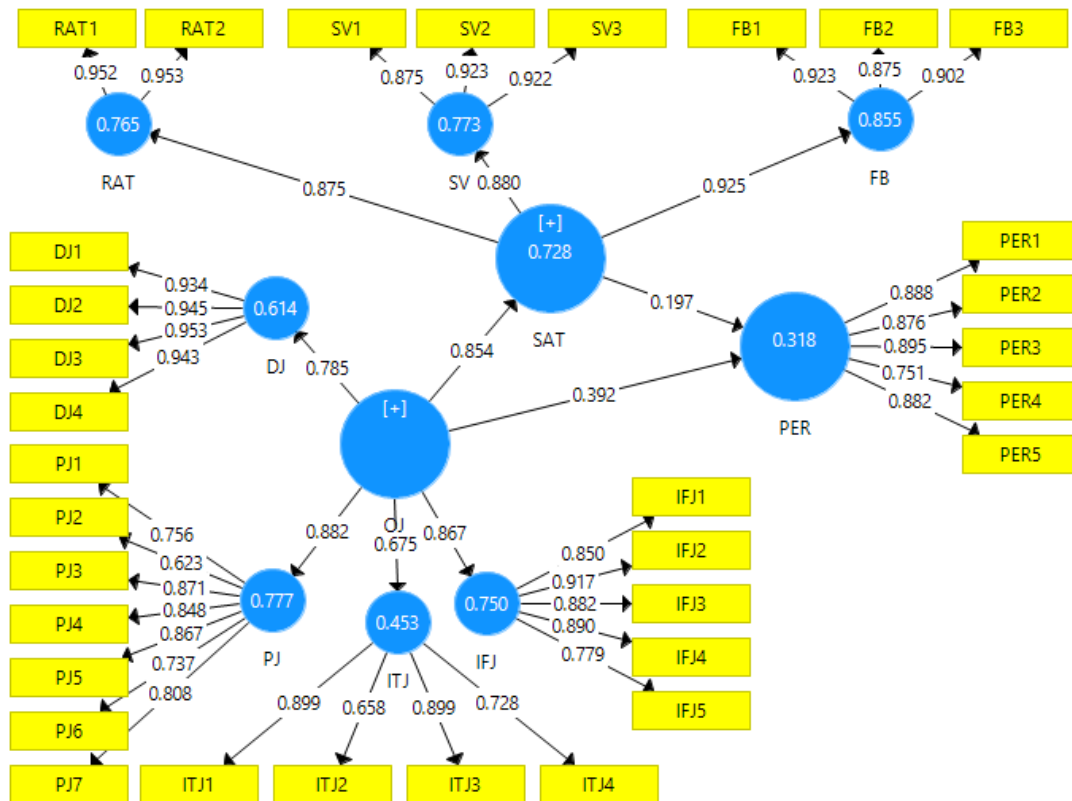 RAT1 RAT2 SV1 SV2 SV3 FB1 FB2 FB3
0.952 0.953 0.875 0.923 0.922 0.923 0.875 0.902
0.765 0.773 0.855
RAT SV 0.880 FB
0.875 0.925
[+]
0.728
SAT
DJ1
DJ2
DJ3
DJ4
0.934
0.945
0.953
0.943
0.614
DJ
0.785
0.854
0.197
0.392
PER1
PER2
PER3
PER4
PER5
0.888
0.876
0.895
0.751
0.882
0.318
PER
[+]
OJ
0.882
0.675
0.867
PJ1
PJ2
PJ3
PJ4
PJ5
PJ6
PJ7
0.756
0.623
0.871
0.848
0.867
0.737
0.808
0.777
PJ
0.453
ITJ
0.750
IFJ
0.850
0.917
0.882
0.890
0.779
IFJ1
IFJ2
IFJ3
IFJ4
IFJ5
0.899 0.658 0.899 0.728
ITJ1 ITJ2 ITJ3 ITJ4